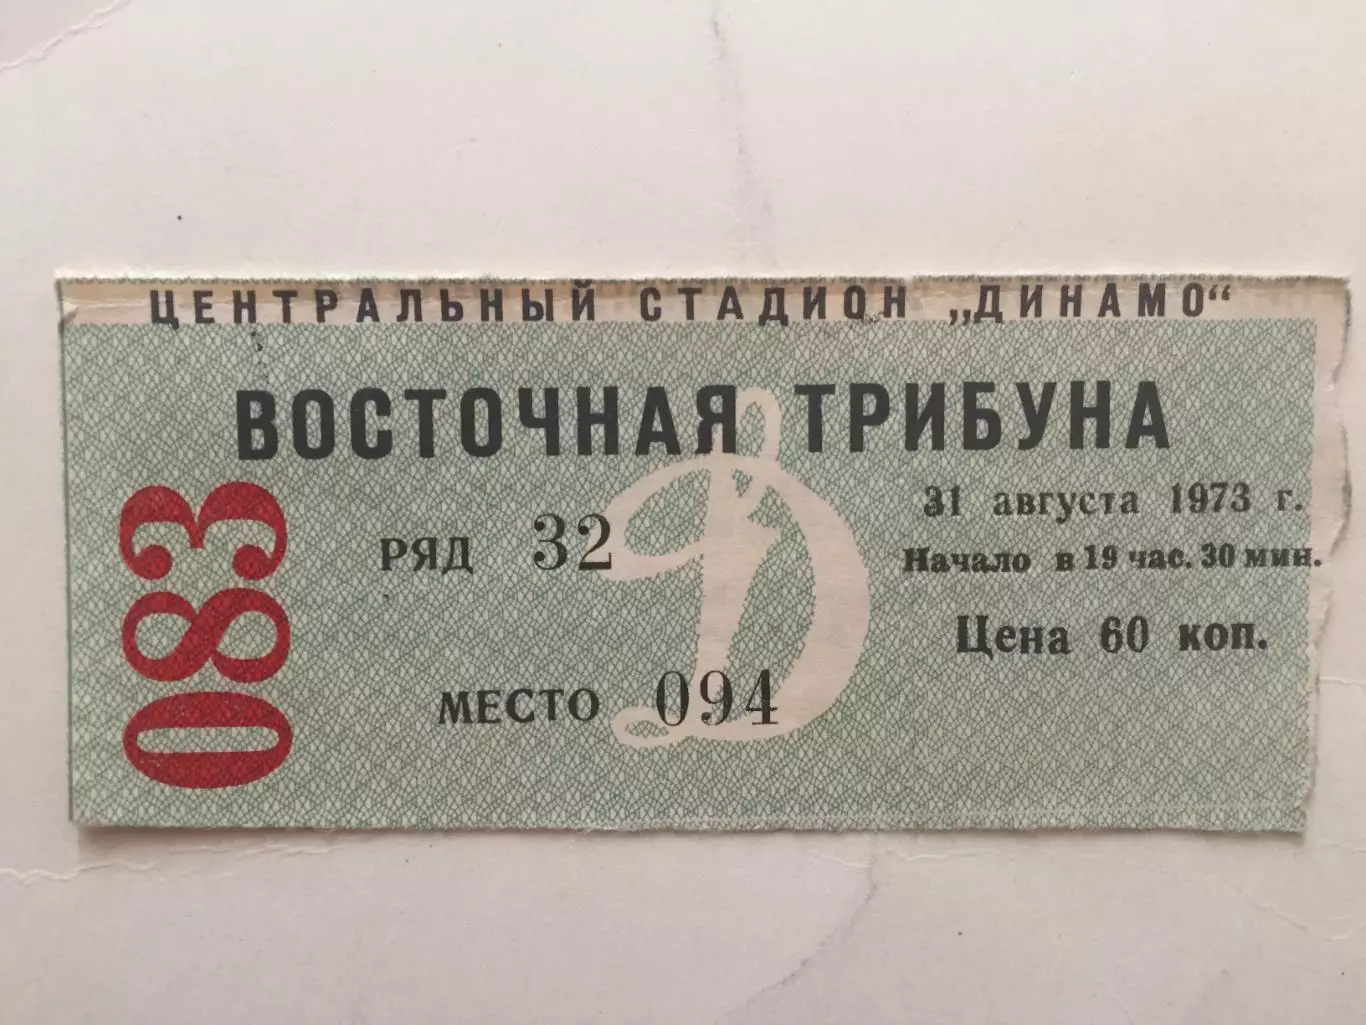 ЦЕНТРАЛЬНЫЙ СТАДИОН „ДИНАМО“
ВОСТОЧНАЯ ТРИБУНА
083
РЯД 32
МЕСТО 094
31 августа 1973 г.
Начало в 19 час. 30 мин.
Цена 60 коп.
Д